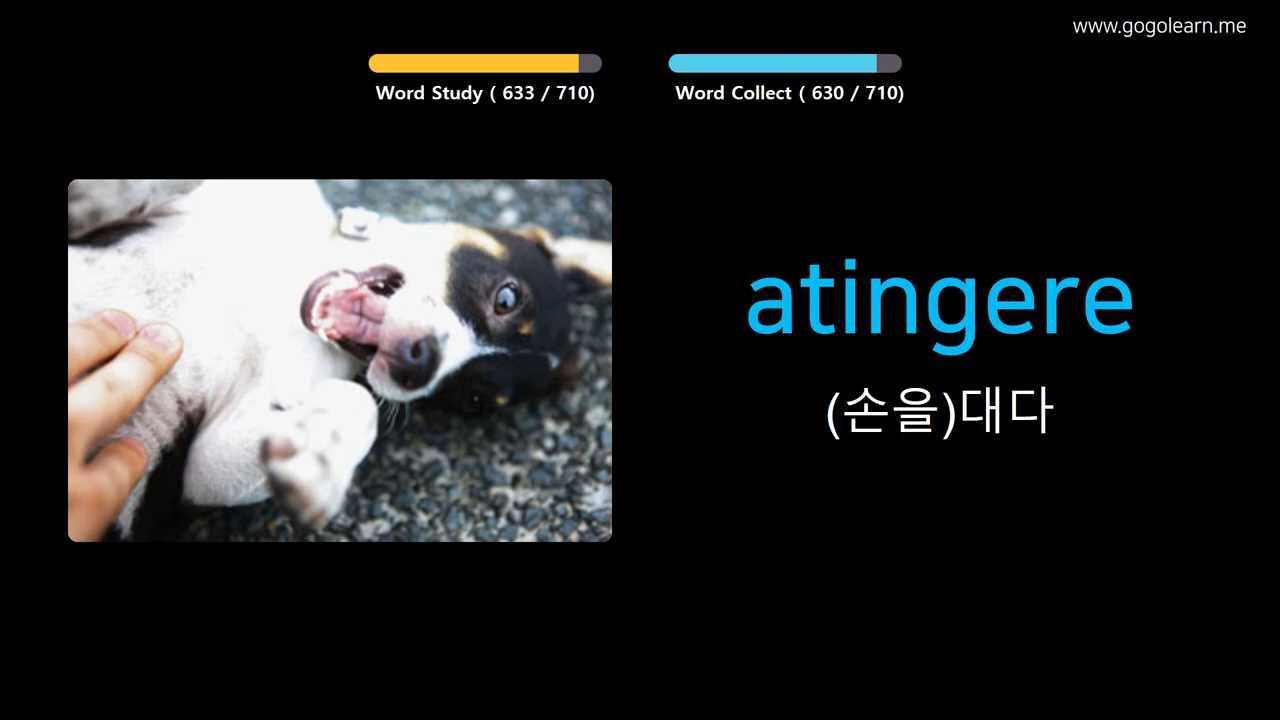 www.gogolearn.me
Word Study ( 633 / 710)
Word Collect ( 630 / 710)
atingere
(손을)대다